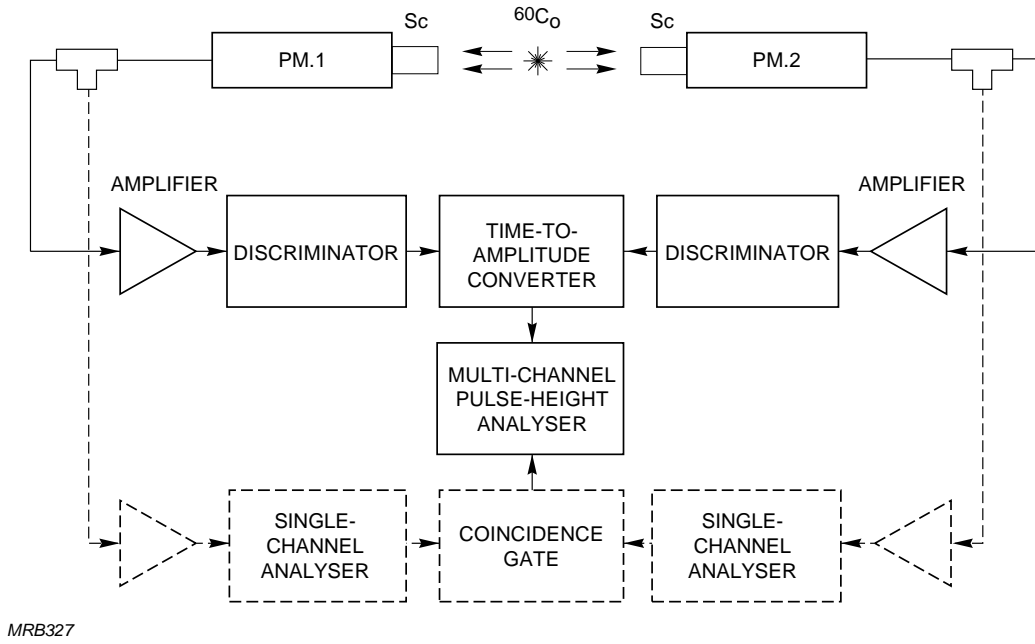 Sc
60Co
Sc
PM.1
PM.2
AMPLIFIER
AMPLIFIER
DISCRIMINATOR
TIME-TO-
AMPLITUDE
CONVERTER
DISCRIMINATOR
MULTI-CHANNEL
PULSE-HEIGHT
ANALYSER
SINGLE-
CHANNEL
ANALYSER
COINCIDENCE
GATE
SINGLE-
CHANNEL
ANALYSER
MRB327